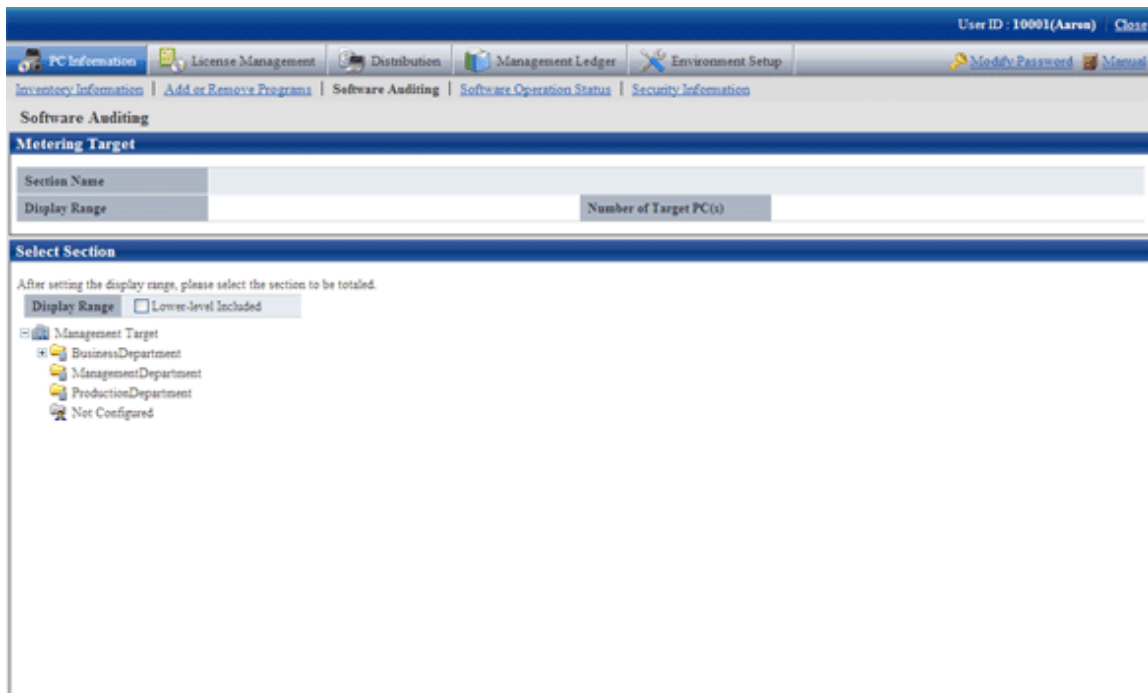 User ID : 10001(Aaron) Close
PC Information License Management Distribution Management Ledger Environment Setup Modify Password Manual
Inventory Information | Add or Remove Programs | Software Auditing | Software Operation Status | Security Information
Software Auditing
Metering Target
Section Name
Display Range Number of Target PC(s)
Select Section
After setting the display range, please select the section to be totaled.
Display Range Lower-level Included
Management Target
BusinessDepartment
ManagementDepartment
ProductionDepartment
Not Configured